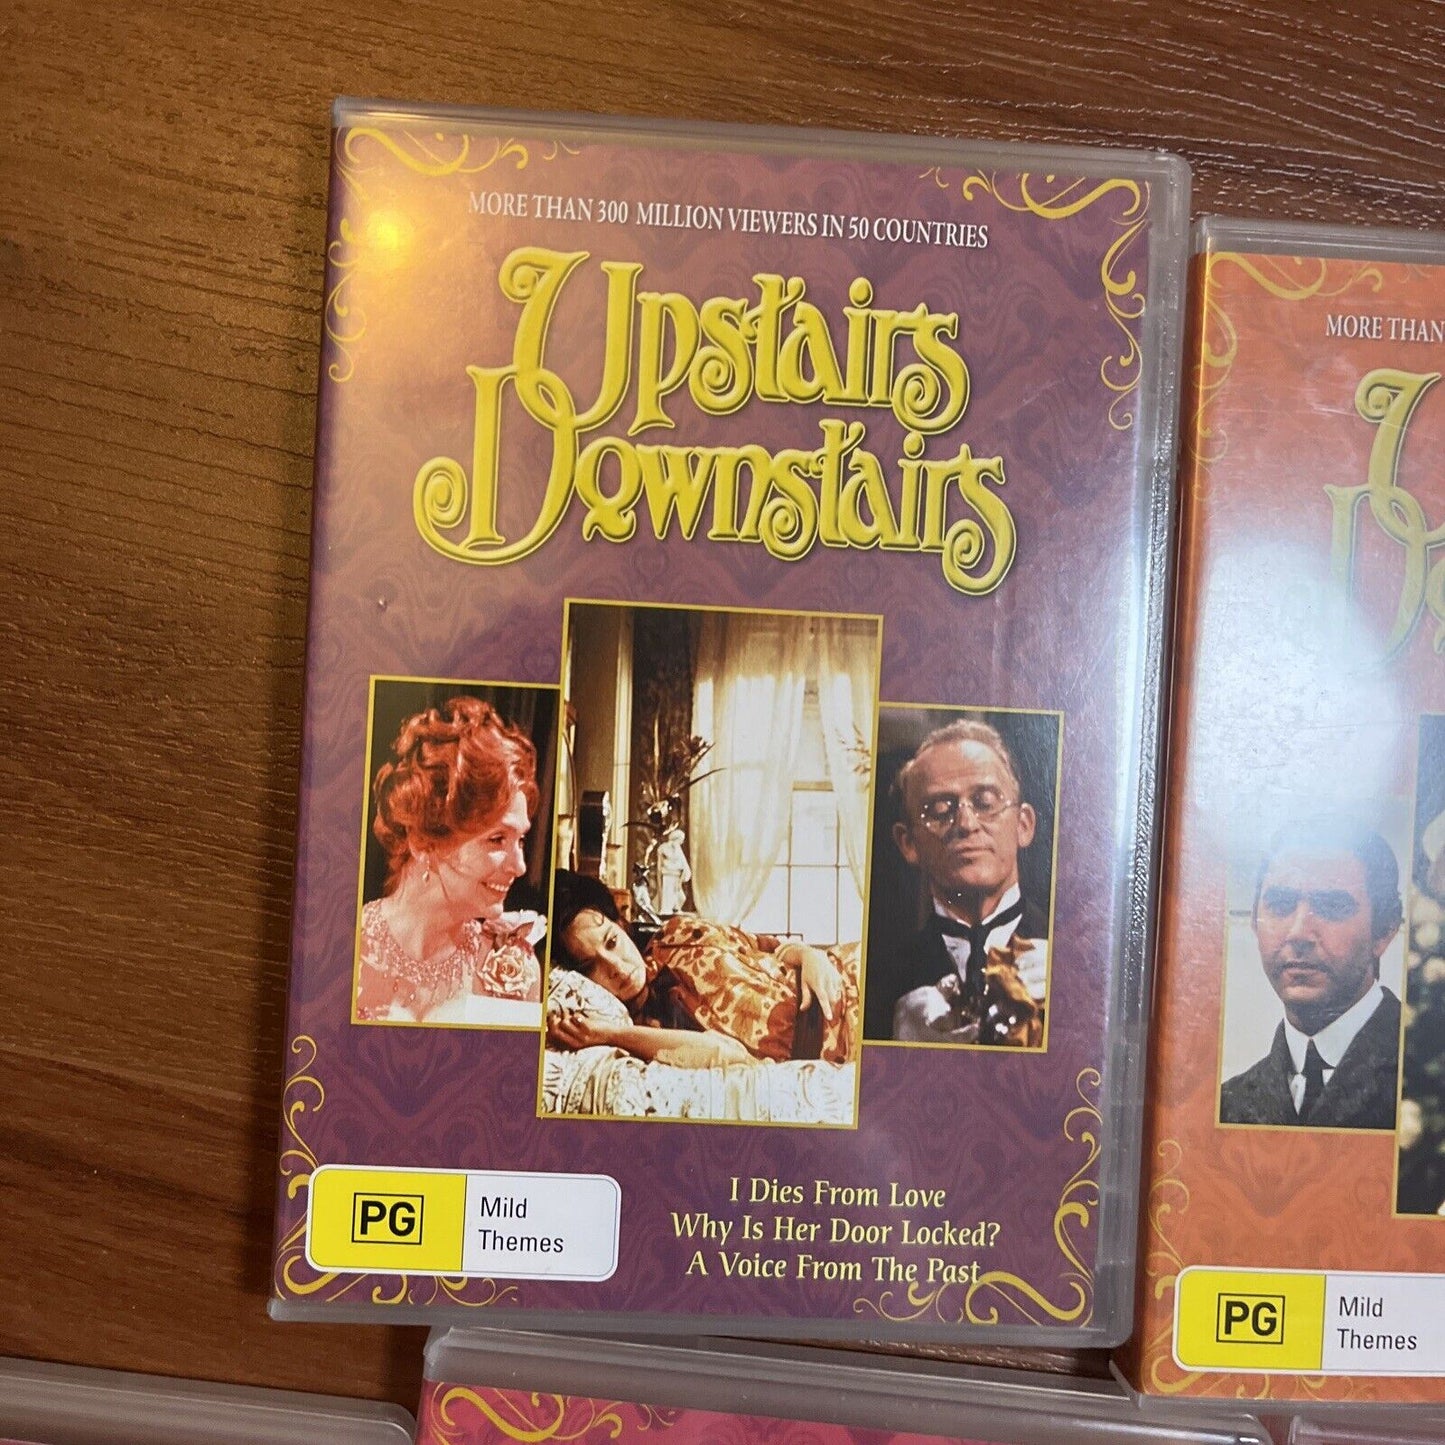 MORE THAN 300 MILLION VIEWERS IN 50 COUNTRIES
Upstairs
Downstairs
PG
Mild
Themes
I Dies From Love
Why Is Her Door Locked?
A Voice From The Past
MORE THAN
PG
Mild
Themes